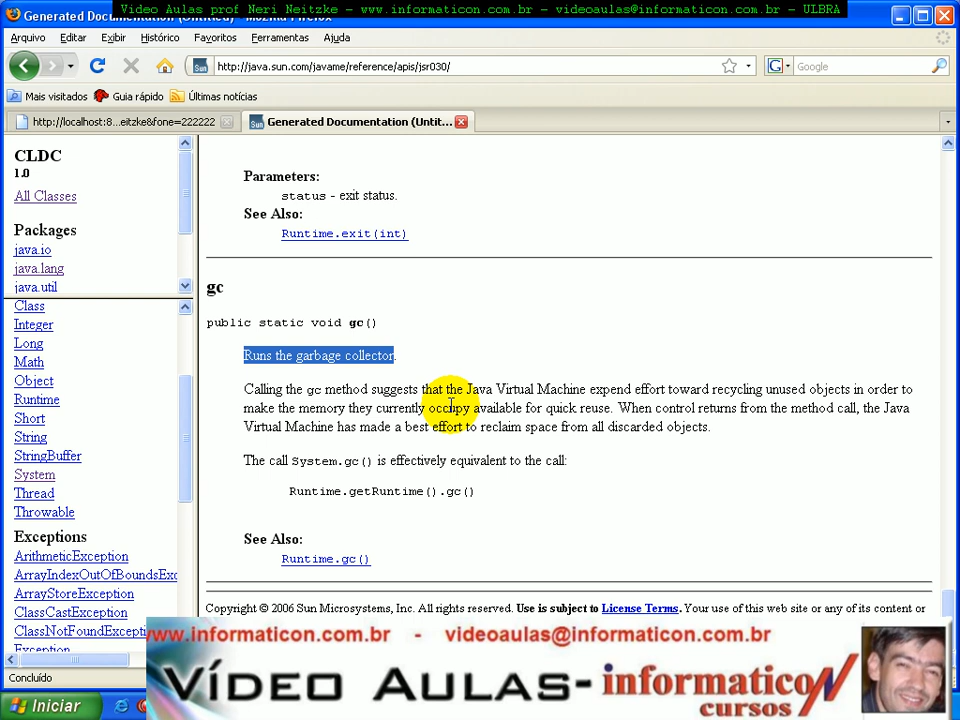 Generated Documentation (Untitled) - Mozilla Firefox
Video Aulas prof Neri Neitzke - www.informaticon.com.br - videoaulas@informaticon.com.br - ULBRA
Arquivo Editar Exibir Histórico Favoritos Ferramentas Ajuda
Sun http://java.sun.com/javame/reference/apis/jsr030/ G Google
Mais visitados Guia rápido Últimas notícias
http://localhost:8...eitzke&fone=222222 Sun Generated Documentation (Untit...
CLDC
1.0
All Classes
Packages
java.io
java.lang
java.util
Class
Integer
Long
Math
Object
Runtime
Short
String
StringBuffer
System
Thread
Throwable
Exceptions
ArithmeticException
ArrayIndexOutOfBoundsExc
ArrayStoreException
ClassCastException
ClassNotFoundExcepti
Exception
Parameters:
status - exit status.
See Also:
Runtime.exit(int)
gc
public static void gc()
Runs the garbage collector.
Calling the gc method suggests that the Java Virtual Machine expend effort toward recycling unused objects in order to
make the memory they currently occupy available for quick reuse. When control returns from the method call, the Java
Virtual Machine has made a best effort to reclaim space from all discarded objects.
The call System.gc() is effectively equivalent to the call:
Runtime.getRuntime().gc()
See Also:
Runtime.gc()
Copyright © 2006 Sun Microsystems, Inc. All rights reserved. Use is subject to License Terms. Your use of this web site or any of its content or
www.informaticon.com.br - videoaulas@informaticon.com.br
VÍDEO AULAS-informaticoN
cursos
Concluído
Iniciar